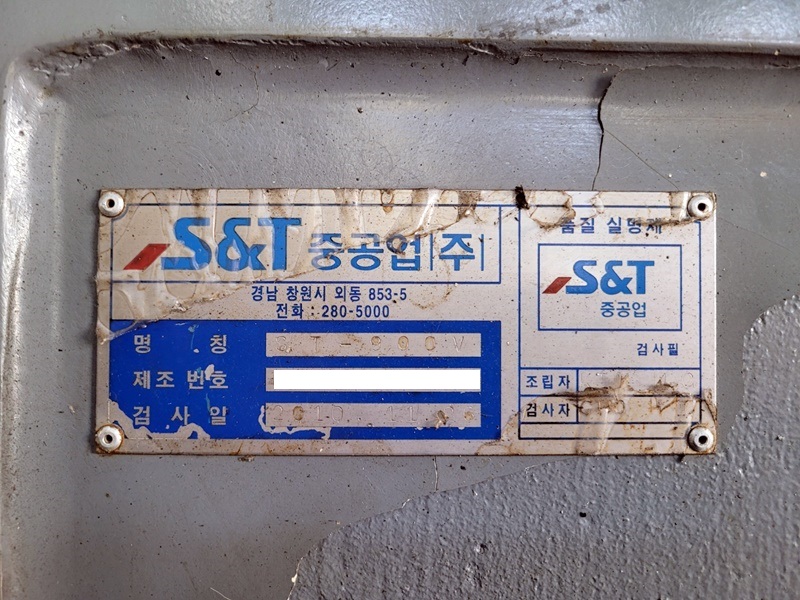 S&T 중공업(주)
경남 창원시 외동 853-5
전화 : 280-5000
명 칭
제조번호
검사일
품질 실명제
S&T
중공업
검사필
조립자
검사자